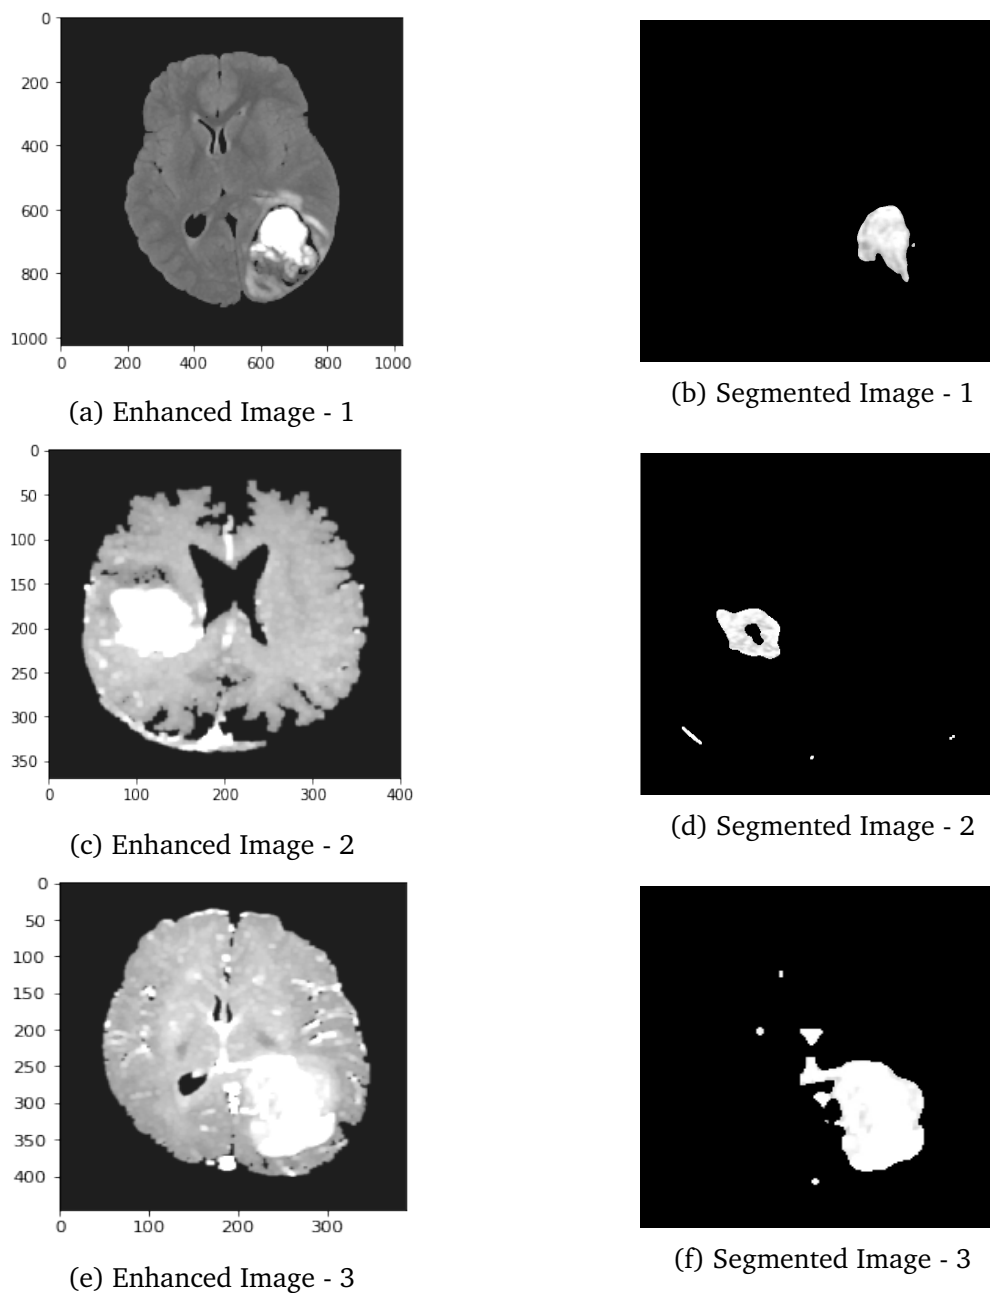 0
200
400
600
800
1000
0 200 400 600 800 1000
(a) Enhanced Image - 1
(b) Segmented Image - 1
0
50
100
150
200
250
300
350
0 100 200 300 400
(c) Enhanced Image - 2
(d) Segmented Image - 2
0
50
100
150
200
250
300
350
400
0 100 200 300
(e) Enhanced Image - 3
(f) Segmented Image - 3